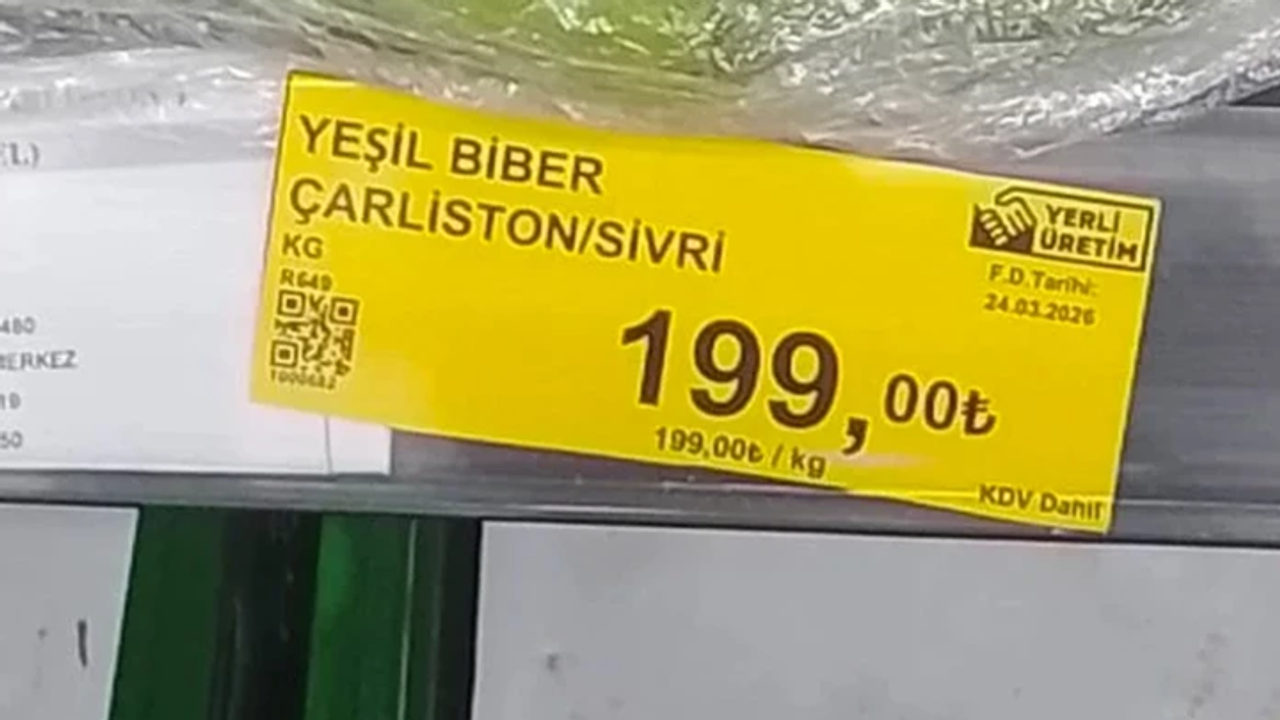 YEŞİL BİBER
ÇARLİSTON/SİVRİ
KG
R649
YERLİ
ÜRETİM
F.D.Tarihi:
24.03.2026
199,00₺
199,00₺ / kg
KDV Dahil
480
MERKEZ
19
50